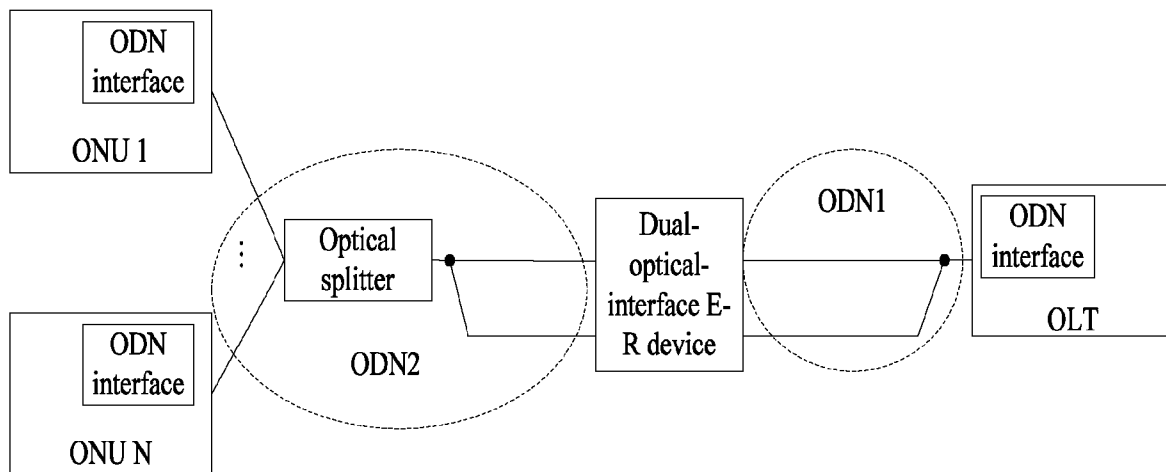 ODN
interface
ONU 1
⋮
Optical
splitter
ODN2
ODN
interface
ONU N
Dual-
optical-
interface E-
R device
ODN1
ODN
interface
OLT